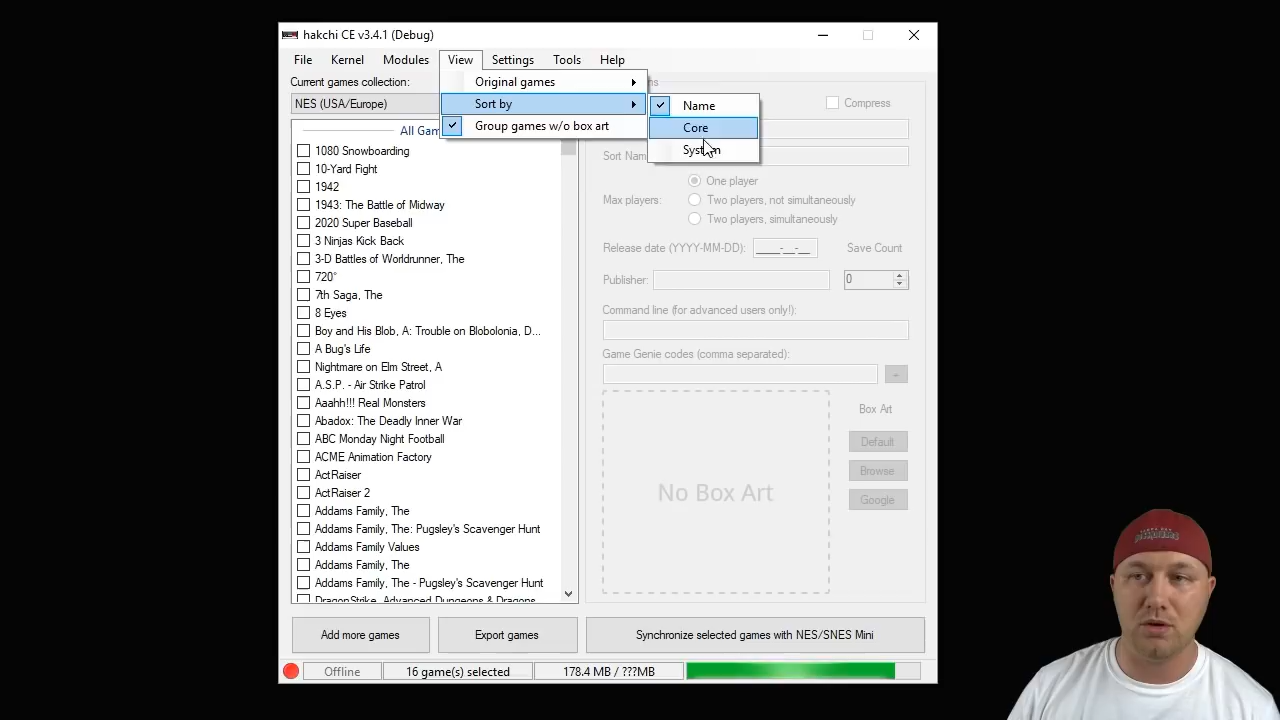 hakchi CE v3.4.1 (Debug)
File Kernel Modules View Settings Tools Help
Current games collection:
NES (USA/Europe)
Original games
Sort by
Group games w/o box art
Name
Core
System
All Gam
1080 Snowboarding
10-Yard Fight
1942
1943: The Battle of Midway
2020 Super Baseball
3 Ninjas Kick Back
3-D Battles of Worldrunner, The
720°
7th Saga, The
8 Eyes
Boy and His Blob, A: Trouble on Blobolonia, D...
A Bug's Life
Nightmare on Elm Street, A
A.S.P. - Air Strike Patrol
Aaahh!!! Real Monsters
Abadox: The Deadly Inner War
ABC Monday Night Football
ACME Animation Factory
ActRaiser
ActRaiser 2
Addams Family, The
Addams Family, The: Pugsley's Scavenger Hunt
Addams Family Values
Addams Family, The
Addams Family, The - Pugsley's Scavenger Hunt
DragonStrike, Advanced Dungeons & Dragons
Compress
Sort Nam
Max players:
One player
Two players, not simultaneously
Two players, simultaneously
Release date (YYYY-MM-DD): ____-__-__ Save Count
Publisher: 0
Command line (for advanced users only!):
Game Genie codes (comma separated):
...
No Box Art
Box Art
Default
Browse
Google
Add more games
Export games
Synchronize selected games with NES/SNES Mini
Offline 16 game(s) selected 178.4 MB / ???MB